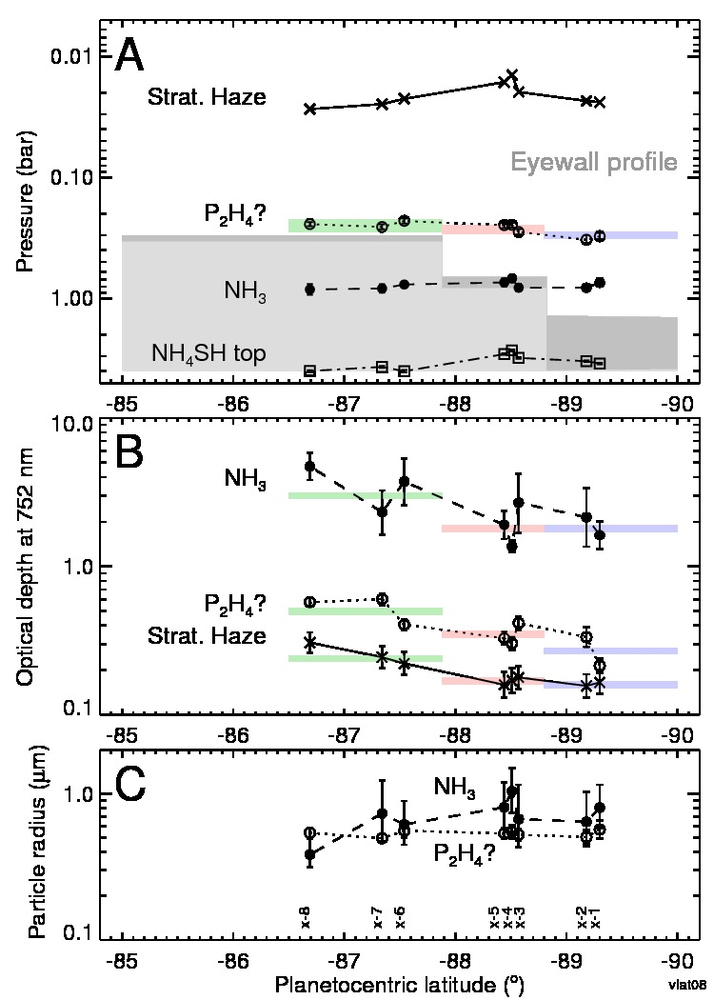 A
0.01
Strat. Haze
Eyewall profile
0.10
P₂H₄?
NH₃
1.00
NH₄SH top
Pressure (bar)
-85 -86 -87 -88 -89 -90
B
10.0
NH₃
1.0
P₂H₄?
Strat. Haze
0.1
Optical depth at 752 nm
-85 -86 -87 -88 -89 -90
C
1.0
NH₃
P₂H₄?
0.1
Particle radius (μm)
x-8 x-7 x-6 x-5 x-4 x-3 x-2 x-1
-85 -86 -87 -88 -89 -90
Planetocentric latitude (°)
vlat08